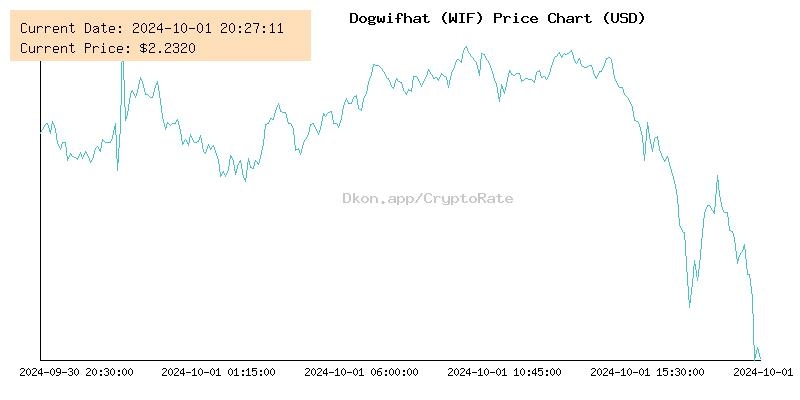 Dogwifhat (WIF) Price Chart (USD)
Current Date: 2024-10-01 20:27:11
Current Price: $2.2320
Dkon.app/CryptoRate
2024-09-30 20:30:00 2024-10-01 01:15:00 2024-10-01 06:00:00 2024-10-01 10:45:00 2024-10-01 15:30:00 2024-10-01